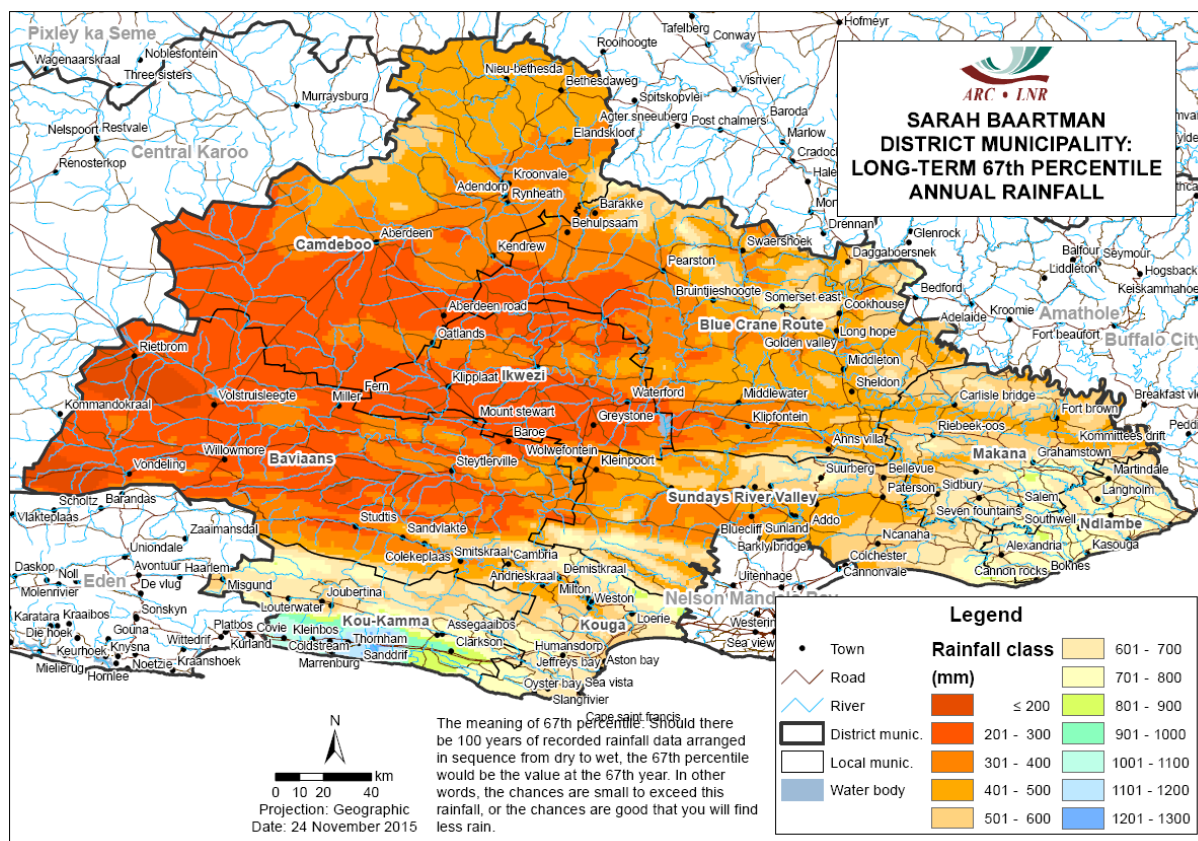 Pixley ka Seme
Wagenaarskraal
Noblesfontein
Three sisters
Murraysburg
Nelspoort
Restvale
Renosterkop
Central Karoo
Tafelberg
Hofmeyr
Conway
Rooihoogte
Nieu-bethesda
Bethesdaweg
Visrivier
Spitskopvlei
Agter sneeuberg
Baroda
Post chalmers
Marlow
Elandskloof
Cradoc
Hale
Kroonvale
Adendorp
Rynheath
Mor
ARC • LNR
SARAH BAARTMAN
DISTRICT MUNICIPALITY:
LONG-TERM 67th PERCENTILE
ANNUAL RAINFALL
Barakke
Behulpsaam
Drennan
Glenrock
Camdeboo
Aberdeen
Kendrew
Swaershoek
Daggaboersnek
Balfour
Seymour
Liddleton
Hogsback
Keiskammahoe
Pearston
Bruintjieshoogte
Somerset east
Cookhouse
Bedford
Adelaide
Kroomie
Amathole
Fort beaufort
Buffalo City
Aberdeen road
Oatlands
Blue Crane Route
Long hope
Golden valley
Rietbrom
Middleton
Sheldon
Fern
Klipplaat
Ikwezi
Waterford
Middlewater
Kommandokraal
Volstruisleegte
Miller
Mount stewart
Greystone
Klipfontein
Carlisle bridge
Fort brown
Breakfast vle
Peddi
Riebeek-oos
Kommittees drift
Baroe
Wolwefontein
Anns villa
Makana
Grahamstown
Willowmore
Baviaans
Vondeling
Steytlerville
Kleinpoort
Suurberg
Bellevue
Martindale
Langholm
Scholtz
Barandas
Vlakteplaas
Sundays River Valley
Paterson
Sidbury
Salem
Seven fountains
Southwell
Ndlambe
Zaaimansdal
Studtis
Sandvlakte
Bluecliff
Sunland
Addo
Barklybridge
Ncanaha
Alexandria
Kasouga
Uniondale
Colekeplaas
Smitskraal
Cambria
Colchester
Cannonvale
Cannon rocks
Boknes
Daskop
Noll
Molenrivier
Eden
Avontuur
Haarlem
De vlug
Misgund
Andrieskraal
Demistkraal
Uitenhage
Joubertina
Louterwater
Milton
Weston
Nelson Mandela Bay
Karatara
Kraaibos
Sonskyn
Die hoek
Gouna
Platbos
Covie
Kleinbos
Kou-Kamma
Assegaaibos
Kouga
Loerie
Westerin
Keurhoek
Knysna
Wittedrif
Kurland
Coldstream
Thornham
Clarkson
Humansdorp
Sea view
Mielierug
Noetzie
Kraanshoek
Sanddrif
Jeffreys bay
Aston bay
Hornlee
Marrenburg
Oyster bay
Sea vista
Slangrivier
Cape saint francis
N
0 10 20 40
km
Projection: Geographic
Date: 24 November 2015
The meaning of 67th percentile. Should there
be 100 years of recorded rainfall data arranged
in sequence from dry to wet, the 67th percentile
would be the value at the 67th year. In other
words, the chances are small to exceed this
rainfall, or the chances are good that you will find
less rain.
Legend
Town
Road
River
District munic.
Local munic.
Water body
Rainfall class
(mm)
≤ 200
201 - 300
301 - 400
401 - 500
501 - 600
601 - 700
701 - 800
801 - 900
901 - 1000
1001 - 1100
1101 - 1200
1201 - 1300